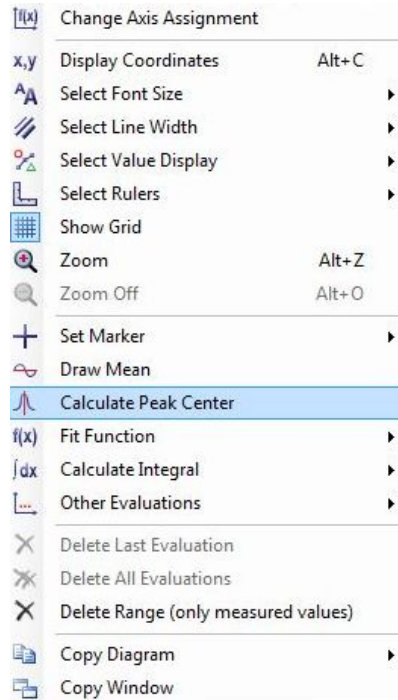 f(x) Change Axis Assignment
x,y Display Coordinates Alt+C
AA Select Font Size
Select Line Width
Select Value Display
Select Rulers
Show Grid
Zoom Alt+Z
Zoom Off Alt+O
Set Marker
Draw Mean
Calculate Peak Center
f(x) Fit Function
∫dx Calculate Integral
Other Evaluations
Delete Last Evaluation
Delete All Evaluations
Delete Range (only measured values)
Copy Diagram
Copy Window